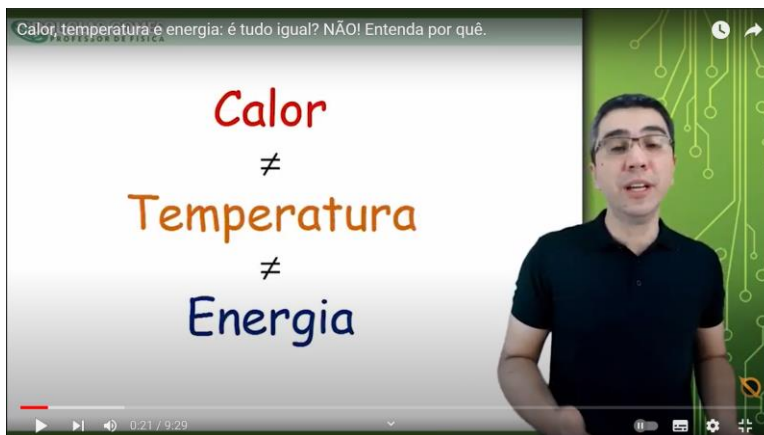 Calor, temperatura e energia: é tudo igual? NÃO! Entenda por quê.
PROFESSOR DE FÍSICA
Calor
≠
Temperatura
≠
Energia
0:21 / 9:29